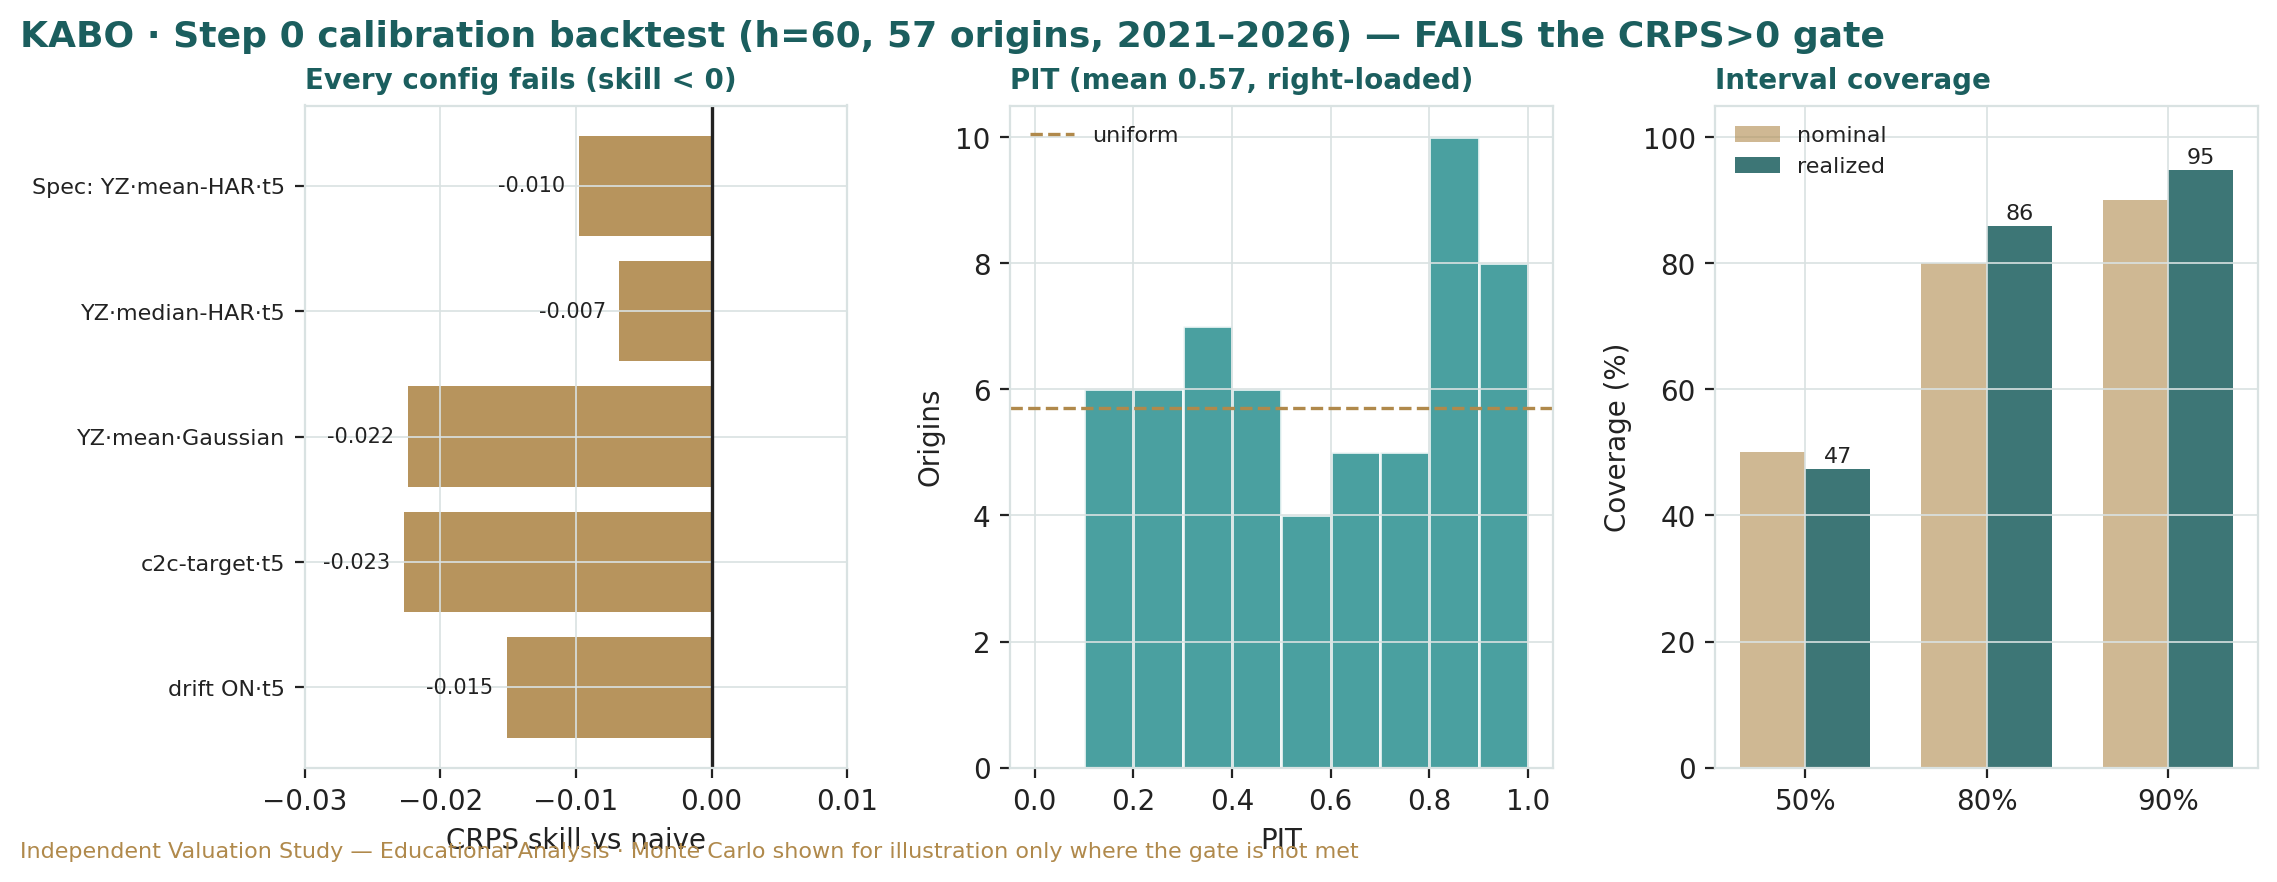 KABO · Step 0 calibration backtest (h=60, 57 origins, 2021–2026) — FAILS the CRPS>0 gate
Every config fails (skill < 0)
Spec: YZ·mean-HAR·t5
YZ·median-HAR·t5
YZ·mean·Gaussian
c2c-target·t5
drift ON·t5
-0.010
-0.007
-0.022
-0.023
-0.015
−0.03
−0.02
−0.01
0.00
0.01
CRPS skill vs naive
PIT (mean 0.57, right-loaded)
uniform
Origins
10
8
6
4
2
0
0.0
0.2
0.4
0.6
0.8
1.0
PIT
Interval coverage
nominal
realized
Coverage (%)
100
80
60
40
20
0
47
86
95
50%
80%
90%
Independent Valuation Study — Educational Analysis · Monte Carlo shown for illustration only where the gate is not met